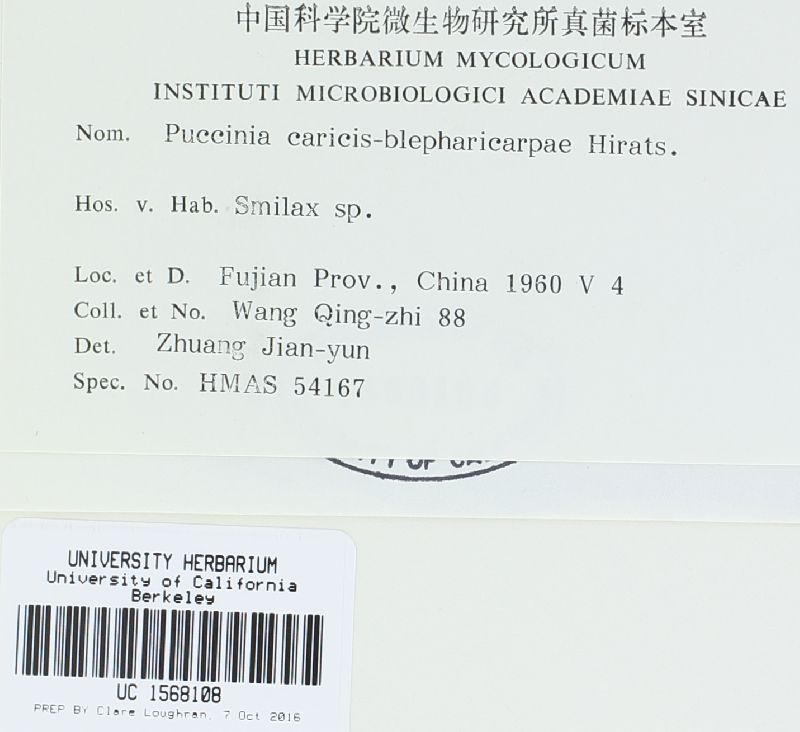 中国科学院微生物研究所真菌标本室
HERBARIUM MYCOLOGICUM
INSTITUTI MICROBIOLOGICI ACADEMIAE SINICAE
Nom. Puccinia caricis-blepharicarpae Hirats.
Hos. v. Hab. Smilax sp.
Loc. et D. Fujian Prov., China 1960 V 4
Coll. et No. Wang Qing-zhi 88
Det. Zhuang Jian-yun
Spec. No. HMAS 54167
OF
UNIVERSITY HERBARIUM
University of California
Berkeley
UC 1568108
PREP BY Clare Loughran, 7 Oct 2016